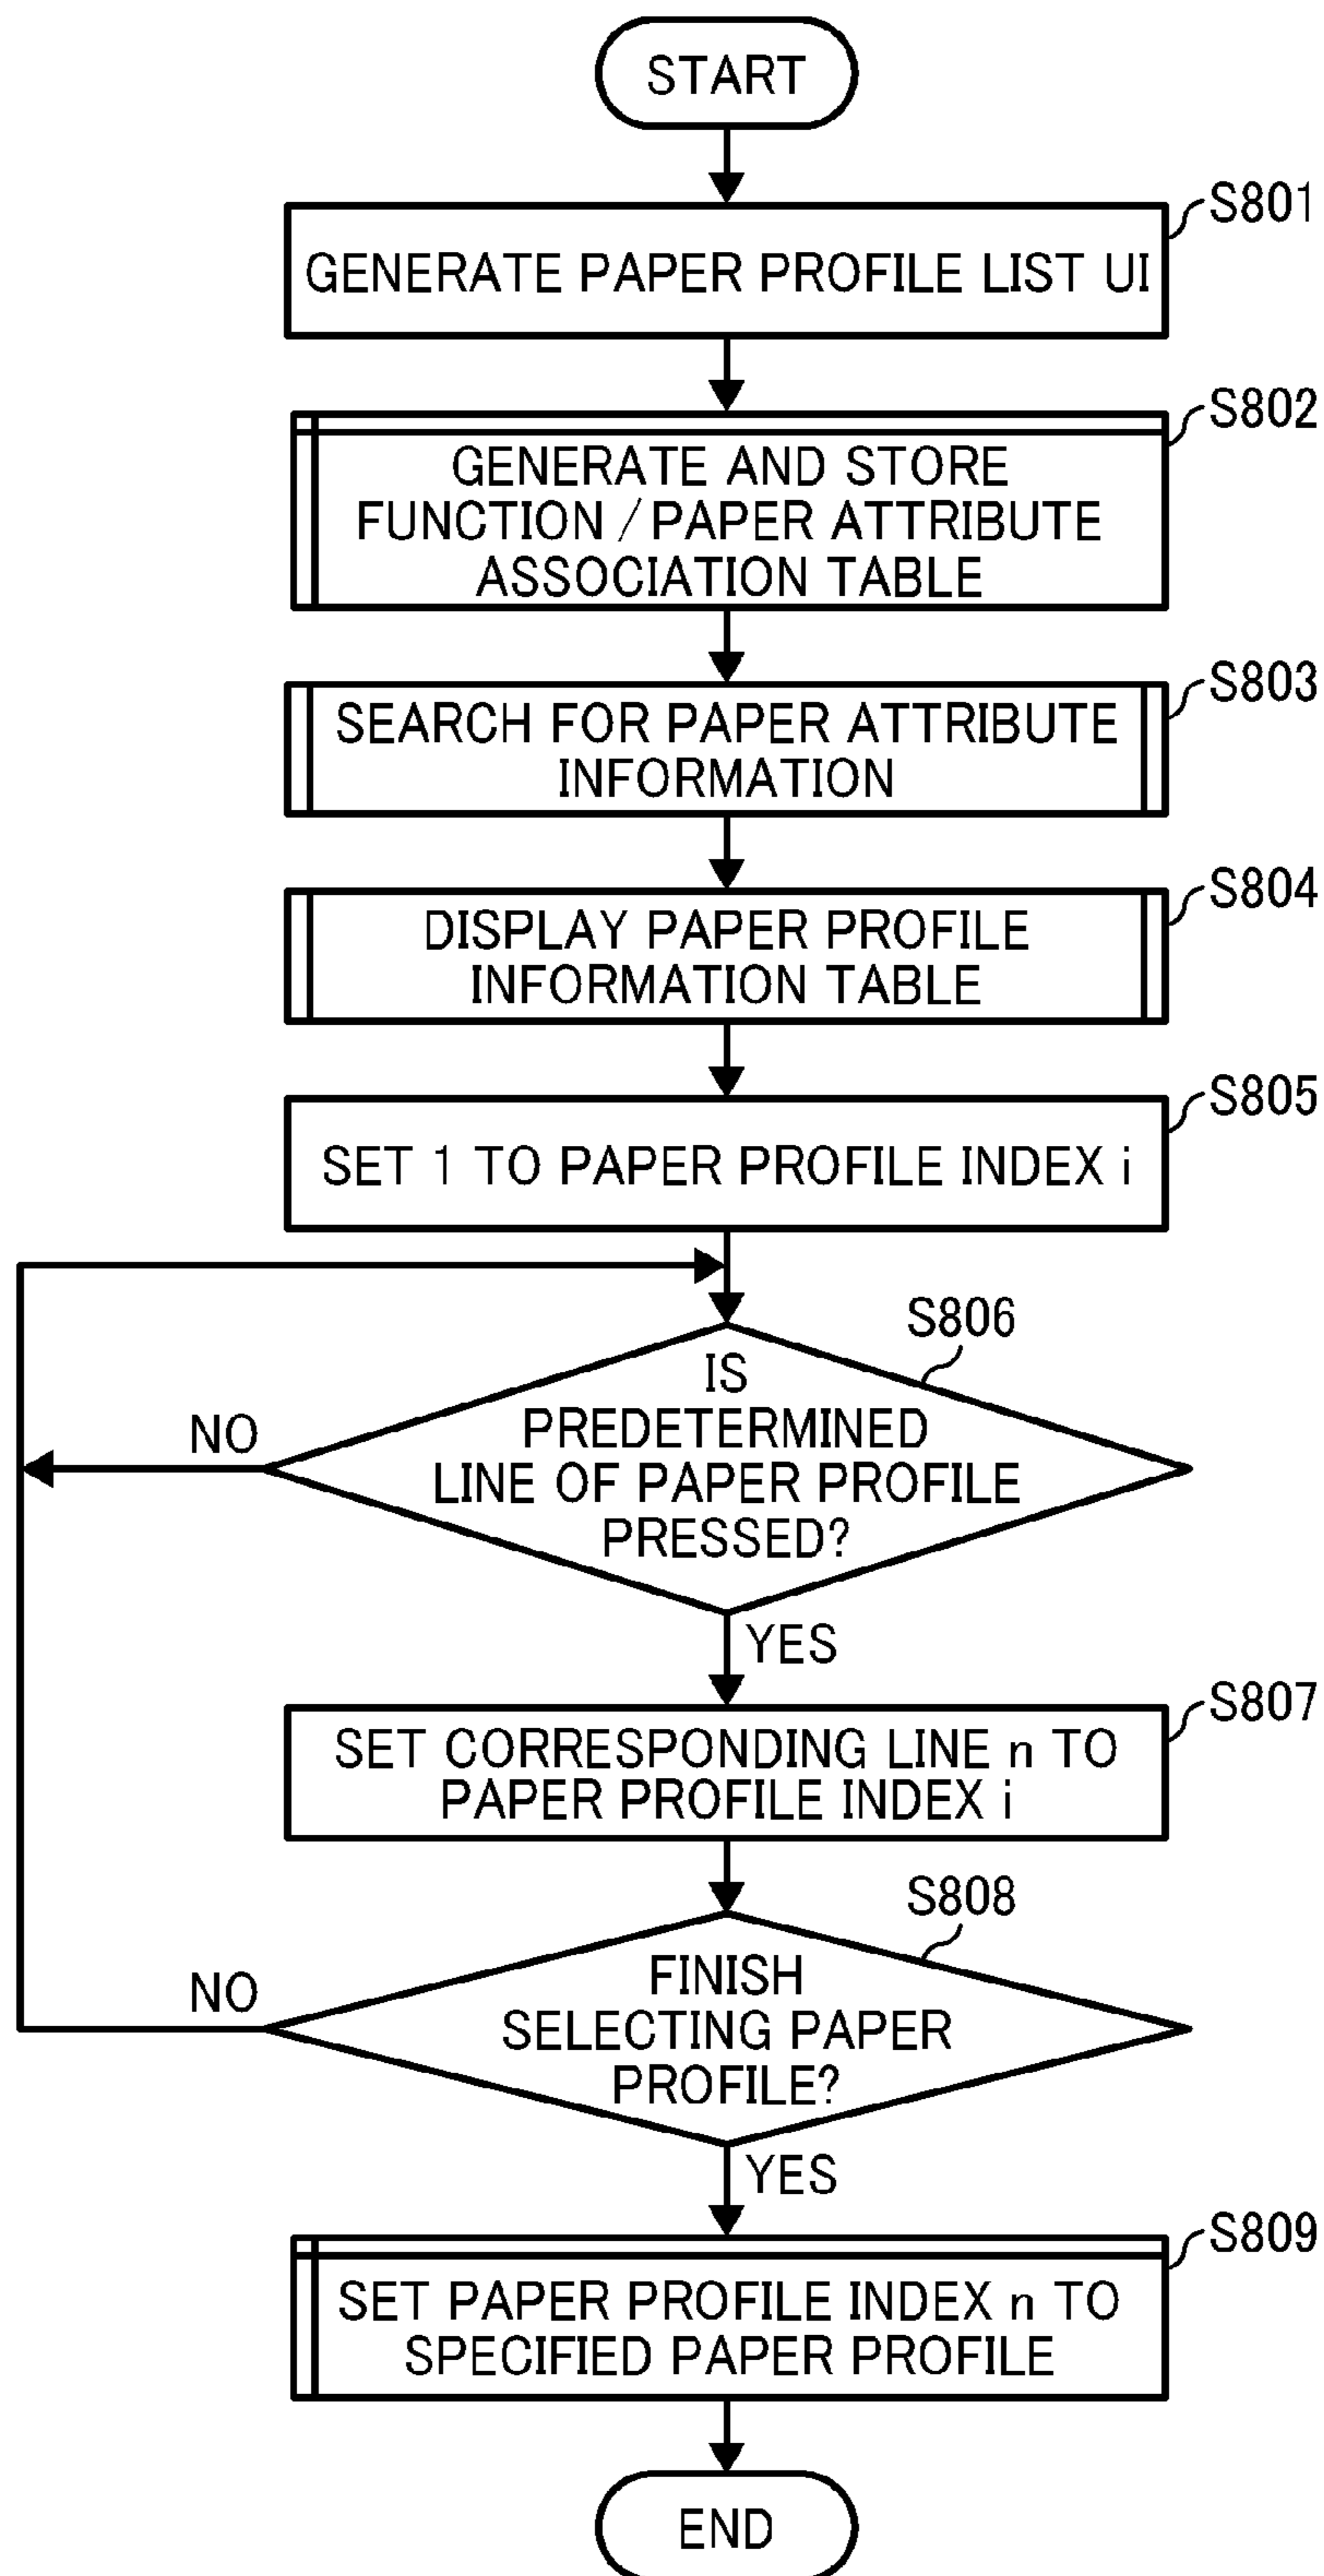 START
S801
GENERATE PAPER PROFILE LIST UI
S802
GENERATE AND STORE
FUNCTION / PAPER ATTRIBUTE
ASSOCIATION TABLE
S803
SEARCH FOR PAPER ATTRIBUTE
INFORMATION
S804
DISPLAY PAPER PROFILE
INFORMATION TABLE
S805
SET 1 TO PAPER PROFILE INDEX i
S806
IS
PREDETERMINED
LINE OF PAPER PROFILE
PRESSED?
NO
YES
S807
SET CORRESPONDING LINE n TO
PAPER PROFILE INDEX i
S808
FINISH
SELECTING PAPER
PROFILE?
NO
YES
S809
SET PAPER PROFILE INDEX n TO
SPECIFIED PAPER PROFILE
END